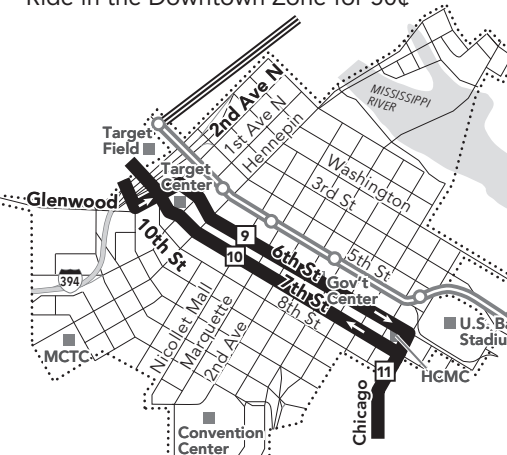 Ride in the Downtown Zone for 50¢
MISSISSIPPI
RIVER
2nd Ave N
1st Ave N
Hennepin
Target
Field
Washington
3rd St
Target
Center
Glenwood
10th St
9
10
6th St
5th St
7th St
Gov't
Center
8th St
394
Nicollet Mall
Marquette
2nd Ave
U.S. Ba
Stadiu
MCTC
HCMC
11
Chicago
Convention
Center